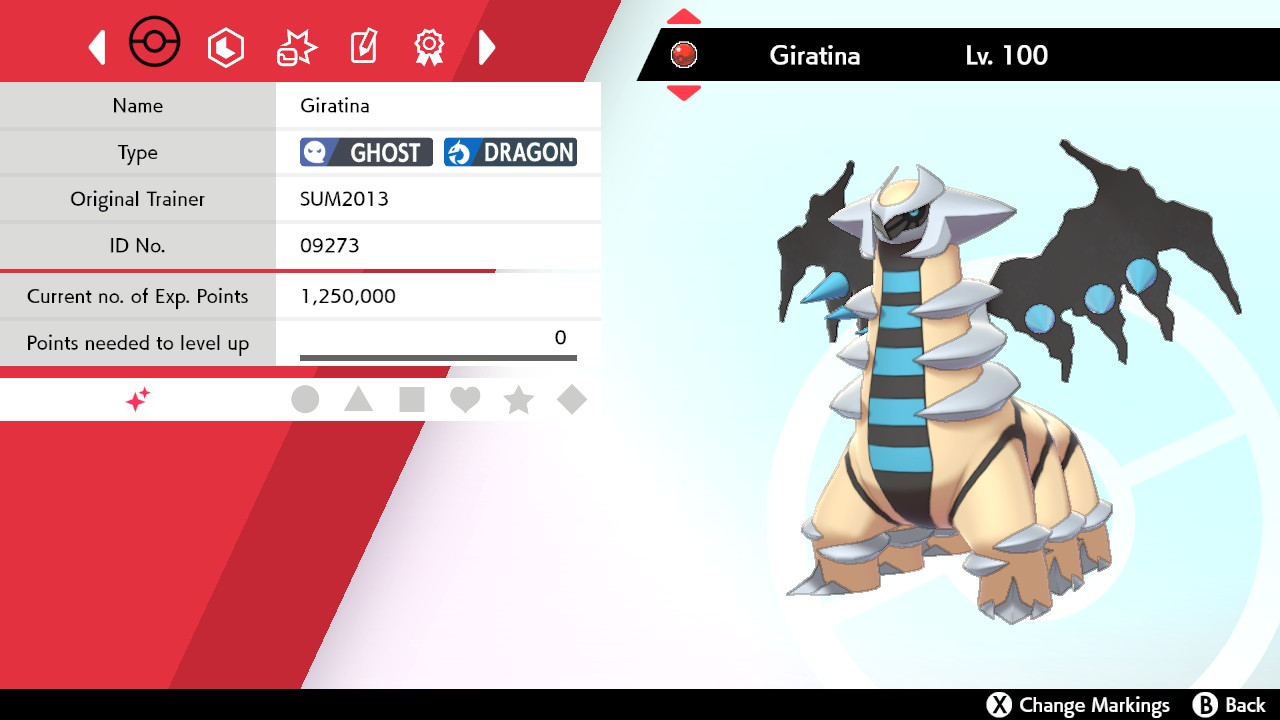 Giratina Lv. 100
Name Giratina
Type GHOST DRAGON
Original Trainer SUM2013
ID No. 09273
Current no. of Exp. Points 1,250,000
Points needed to level up 0
X Change Markings B Back